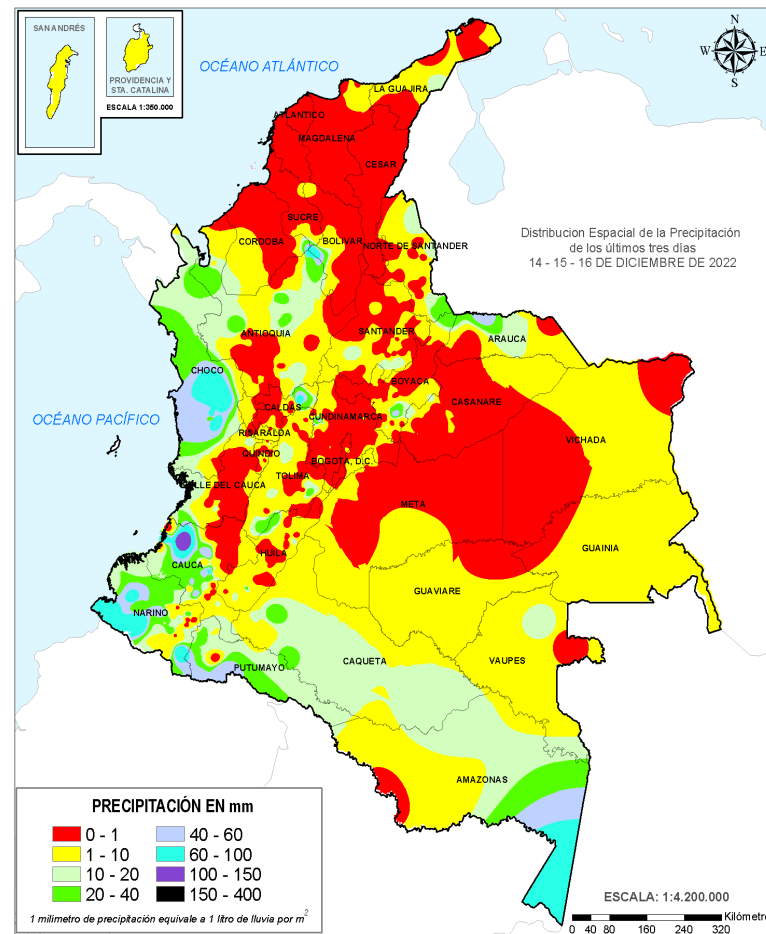 SAN ANDRÉS
PROVIDENCIA Y
STA. CATALINA
ESCALA 1:350.000
N
W
E
S
OCÉANO ATLÁNTICO
LA GUAJIRA
ATLANTICO
MAGDALENA
CESAR
SUCRE
CORCOBA
BOLIVAR
NORTE DE SANTANDER
Distribucion Espacial de la Precipitación
de los últimos tres días
14 - 15 - 16 DE DICIEMBRE DE 2022
ANTIOQUIA
SANTANDER
ARAUCA
CHOCO
BOYACA
CASANARE
OCÉANO PACÍFICO
CALDAS
CUNDINAMARCA
RISARALDA
VICHADA
QUINDIO
BOGOTA, D.C.
TOLIMA
VALLE DEL CAUCA
META
GUAINIA
HUILA
CAUCA
GUAVIARE
NARIÑO
CAQUETA
VAUPES
PUTUMAYO
AMAZONAS
PRECIPITACIÓN EN mm
0 - 1
40 - 60
1 - 10
60 - 100
10 - 20
100 - 150
20 - 40
150 - 400
1 milimetro de precipitación equivale a 1 litro de lluvia por m2
ESCALA: 1:4.200.000
Kilóme
0 40 80 160 240 320